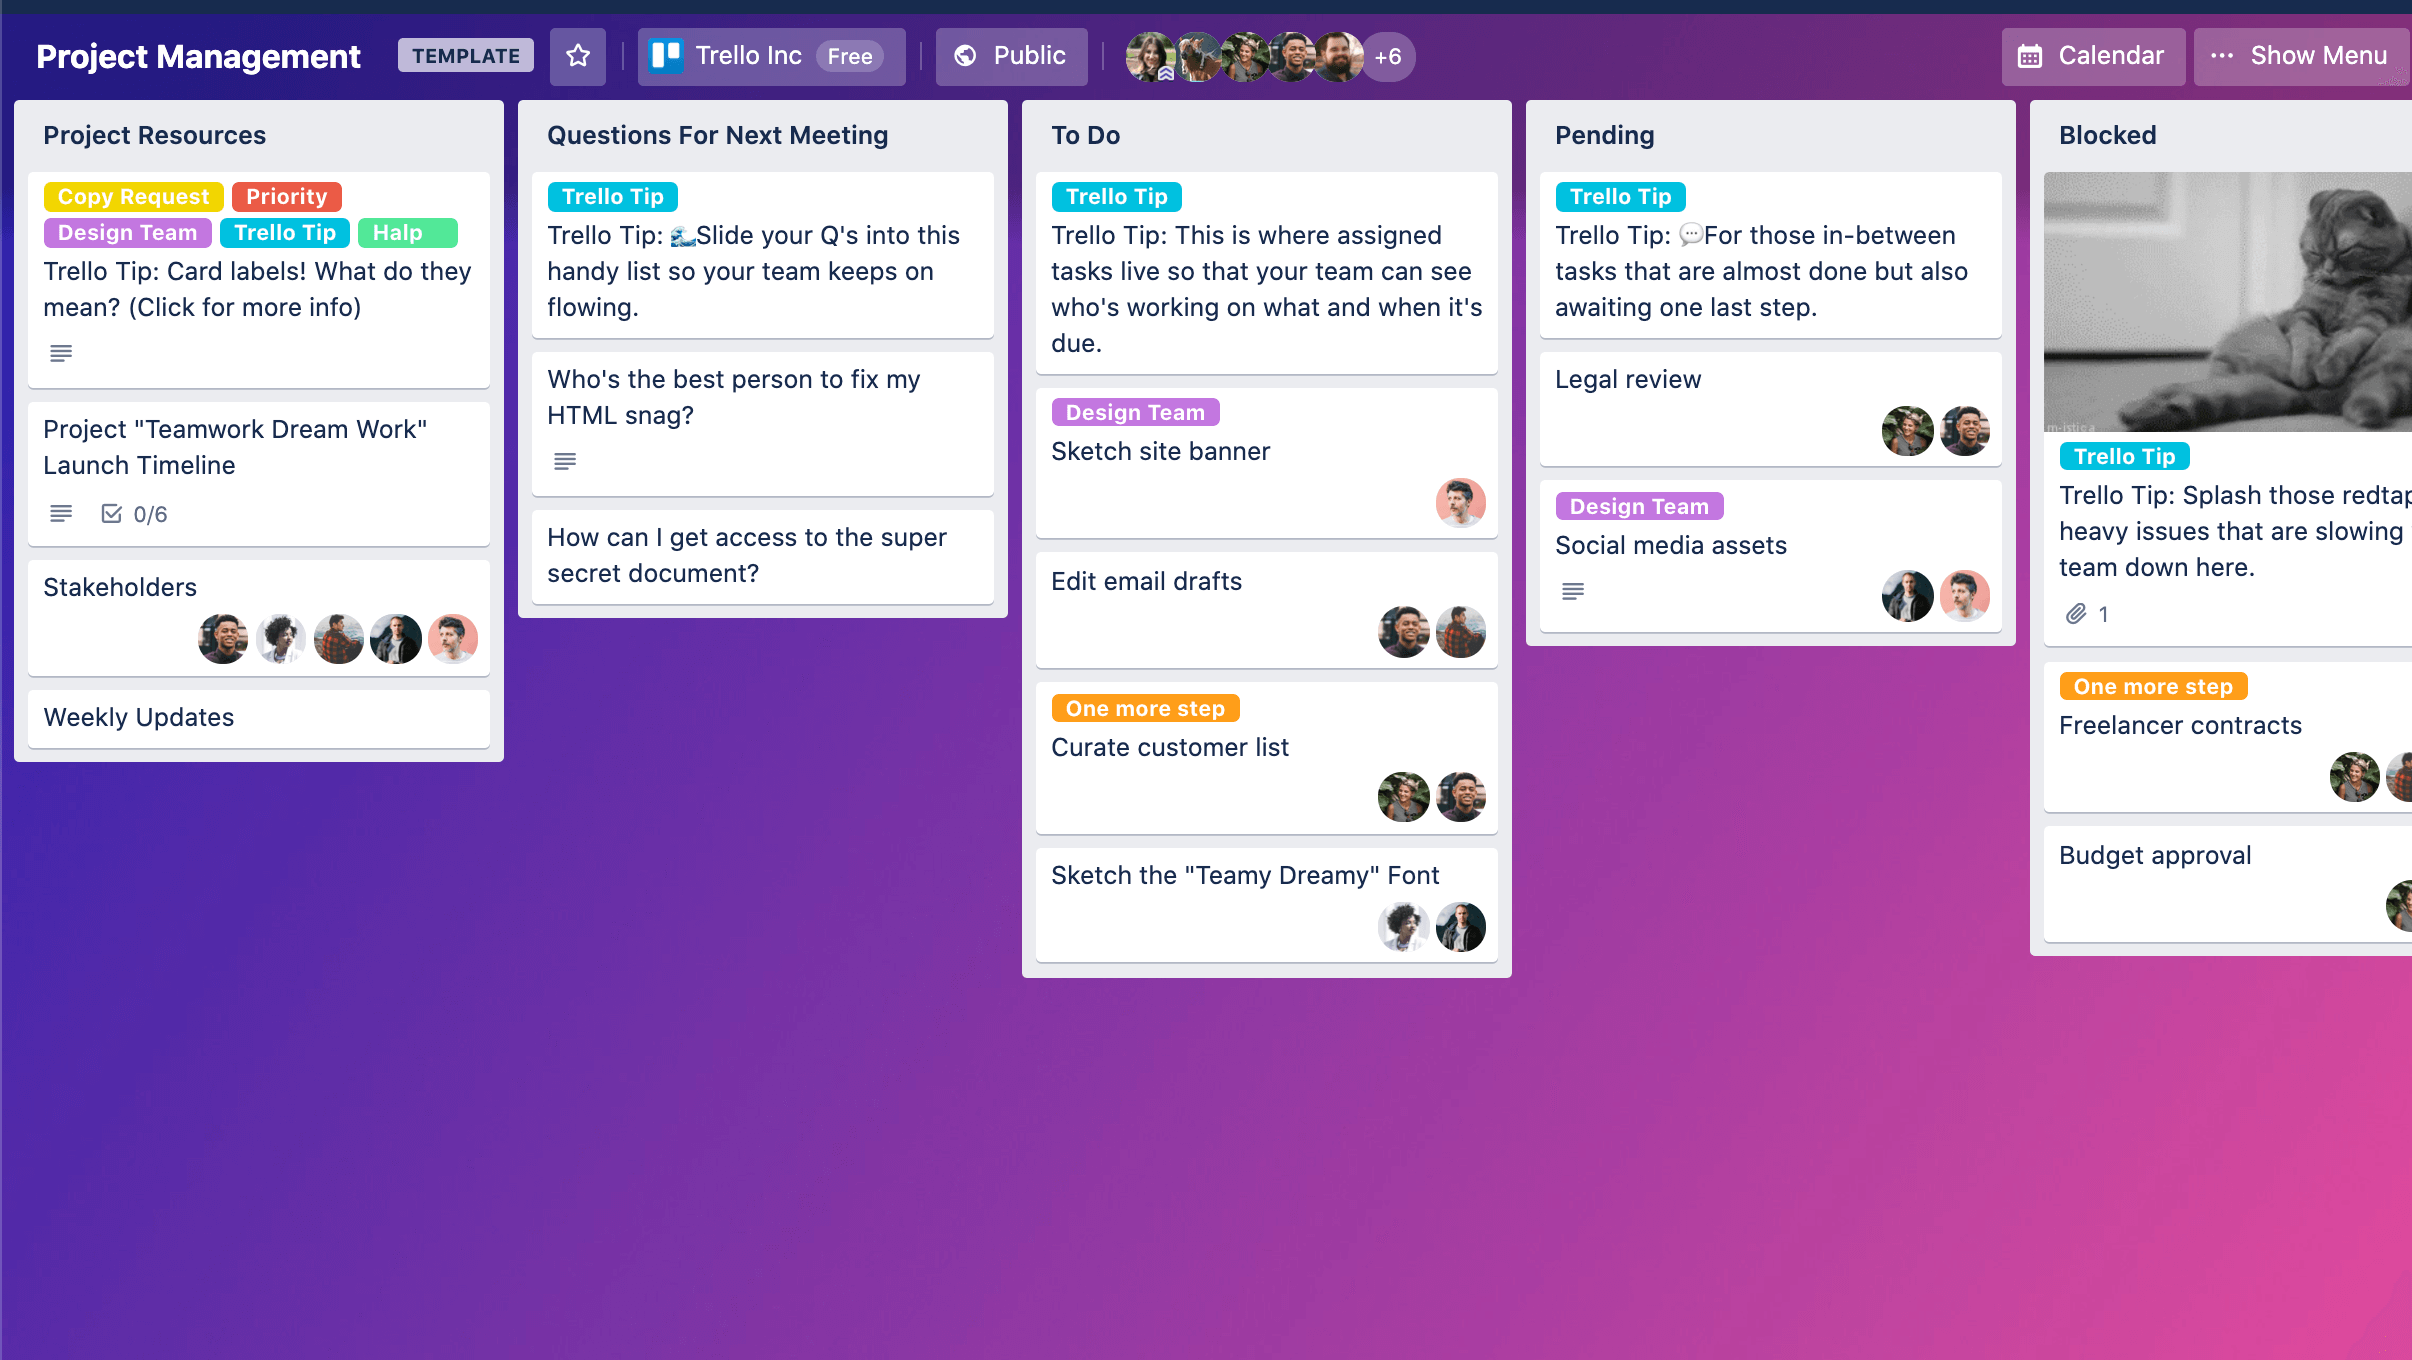 Project Management
TEMPLATE
Trello Inc
Free
Public
+6
Calendar
Show Menu
Project Resources
Copy Request
Priority
Design Team
Trello Tip
Halp
Trello Tip: Card labels! What do they
mean? (Click for more info)
Project "Teamwork Dream Work"
Launch Timeline
0/6
Stakeholders
Weekly Updates
Questions For Next Meeting
Trello Tip
Trello Tip: 🌊Slide your Q's into this
handy list so your team keeps on
flowing.
Who's the best person to fix my
HTML snag?
How can I get access to the super
secret document?
To Do
Trello Tip
Trello Tip: This is where assigned
tasks live so that your team can see
who's working on what and when it's
due.
Design Team
Sketch site banner
Edit email drafts
One more step
Curate customer list
Sketch the "Teamy Dreamy" Font
Pending
Trello Tip
Trello Tip: 💬For those in-between
tasks that are almost done but also
awaiting one last step.
Legal review
Design Team
Social media assets
Blocked
m-istica
Trello Tip
Trello Tip: Splash those redtap
heavy issues that are slowing
team down here.
1
One more step
Freelancer contracts
Budget approval